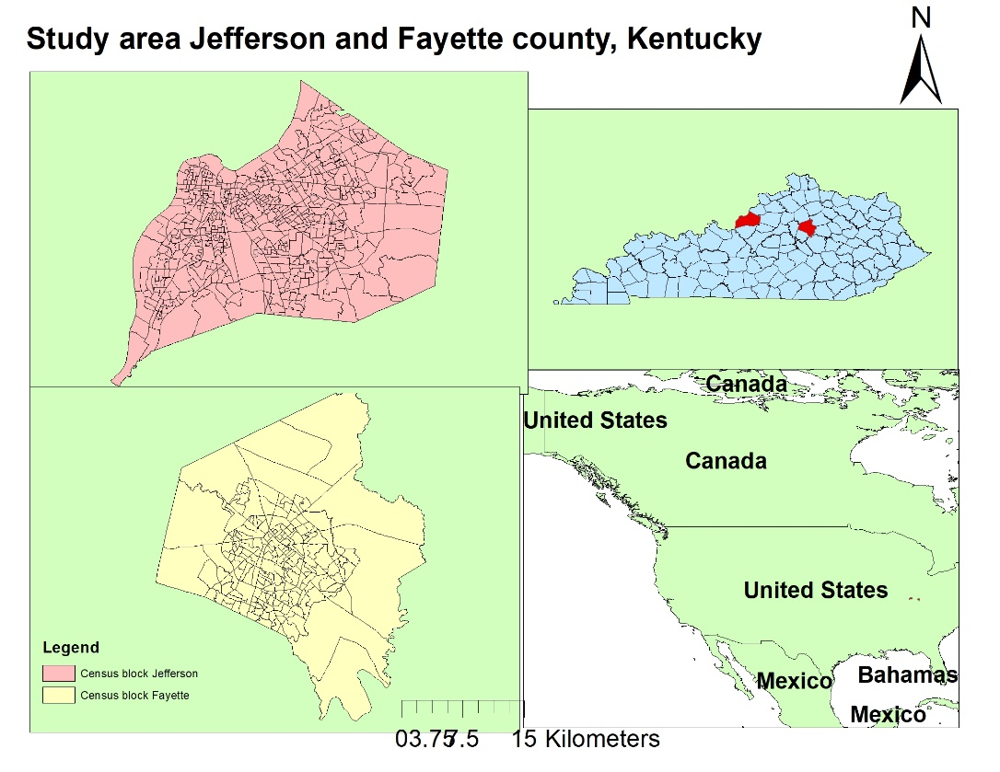 N
Study area Jefferson and Fayette county, Kentucky
Canada
United States
Canada
United States
Legend
Census block Jefferson
Census block Fayette
Mexico
Bahamas
Mexico
03.757.5 15 Kilometers